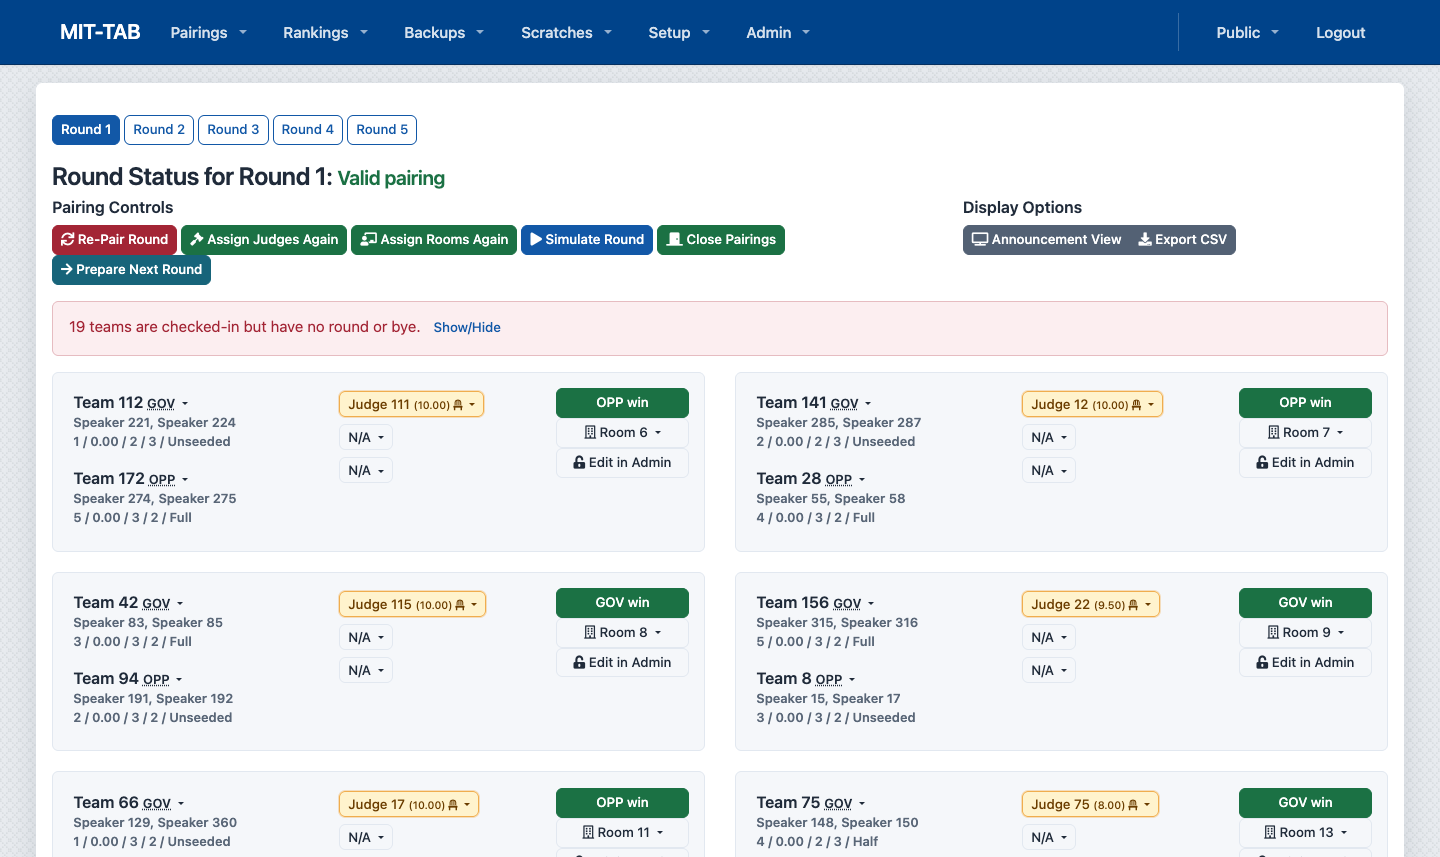 MIT-TAB Pairings Rankings Backups Scratches Setup Admin Public Logout
Round 1 Round 2 Round 3 Round 4 Round 5
Round Status for Round 1: Valid pairing
Pairing Controls
Re-Pair Round Assign Judges Again Assign Rooms Again Simulate Round Close Pairings
Prepare Next Round
Display Options
Announcement View Export CSV
19 teams are checked-in but have no round or bye. Show/Hide
Team 112 GOV
Speaker 221, Speaker 224
1 / 0.00 / 2 / 3 / Unseeded
Team 172 OPP
Speaker 274, Speaker 275
5 / 0.00 / 3 / 2 / Full
Judge 111 (10.00)
N/A
N/A
OPP win
Room 6
Edit in Admin
Team 141 GOV
Speaker 285, Speaker 287
2 / 0.00 / 2 / 3 / Unseeded
Team 28 OPP
Speaker 55, Speaker 58
4 / 0.00 / 3 / 2 / Full
Judge 12 (10.00)
N/A
N/A
OPP win
Room 7
Edit in Admin
Team 42 GOV
Speaker 83, Speaker 85
3 / 0.00 / 3 / 2 / Full
Team 94 OPP
Speaker 191, Speaker 192
2 / 0.00 / 3 / 2 / Unseeded
Judge 115 (10.00)
N/A
N/A
GOV win
Room 8
Edit in Admin
Team 156 GOV
Speaker 315, Speaker 316
5 / 0.00 / 3 / 2 / Full
Team 8 OPP
Speaker 15, Speaker 17
3 / 0.00 / 3 / 2 / Unseeded
Judge 22 (9.50)
N/A
N/A
GOV win
Room 9
Edit in Admin
Team 66 GOV
Speaker 129, Speaker 360
1 / 0.00 / 3 / 2 / Unseeded
Judge 17 (10.00)
N/A
OPP win
Room 11
Team 75 GOV
Speaker 148, Speaker 150
4 / 0.00 / 2 / 3 / Half
Judge 75 (8.00)
N/A
GOV win
Room 13